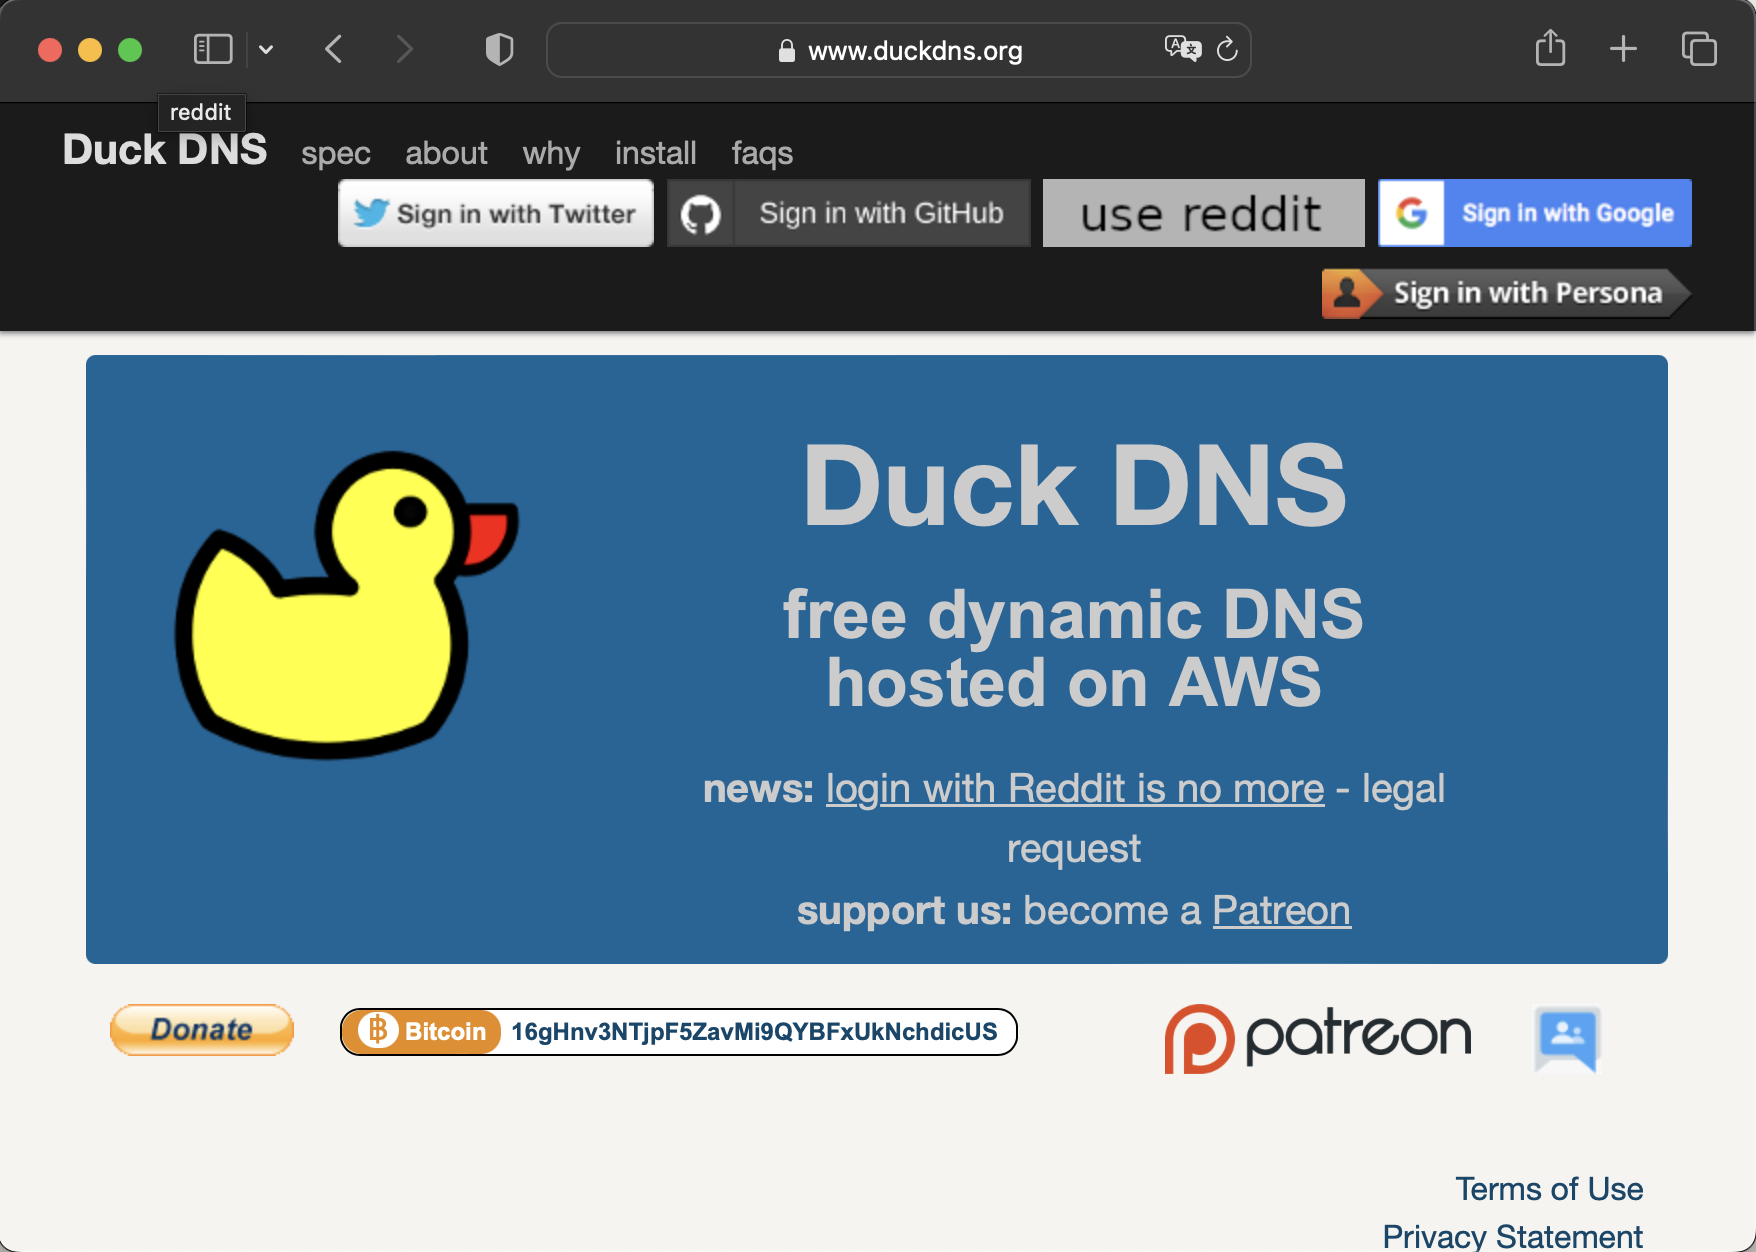 www.duckdns.org
reddit
Duck DNS spec about why install faqs
Sign in with Twitter Sign in with GitHub use reddit Sign in with Google
Sign in with Persona
Duck DNS
free dynamic DNS
hosted on AWS
news: login with Reddit is no more - legal
request
support us: become a Patreon
Donate Bitcoin 16gHnv3NTjpF5ZavMi9QYBFxUkNchdicUS patreon
Terms of Use
Privacy Statement